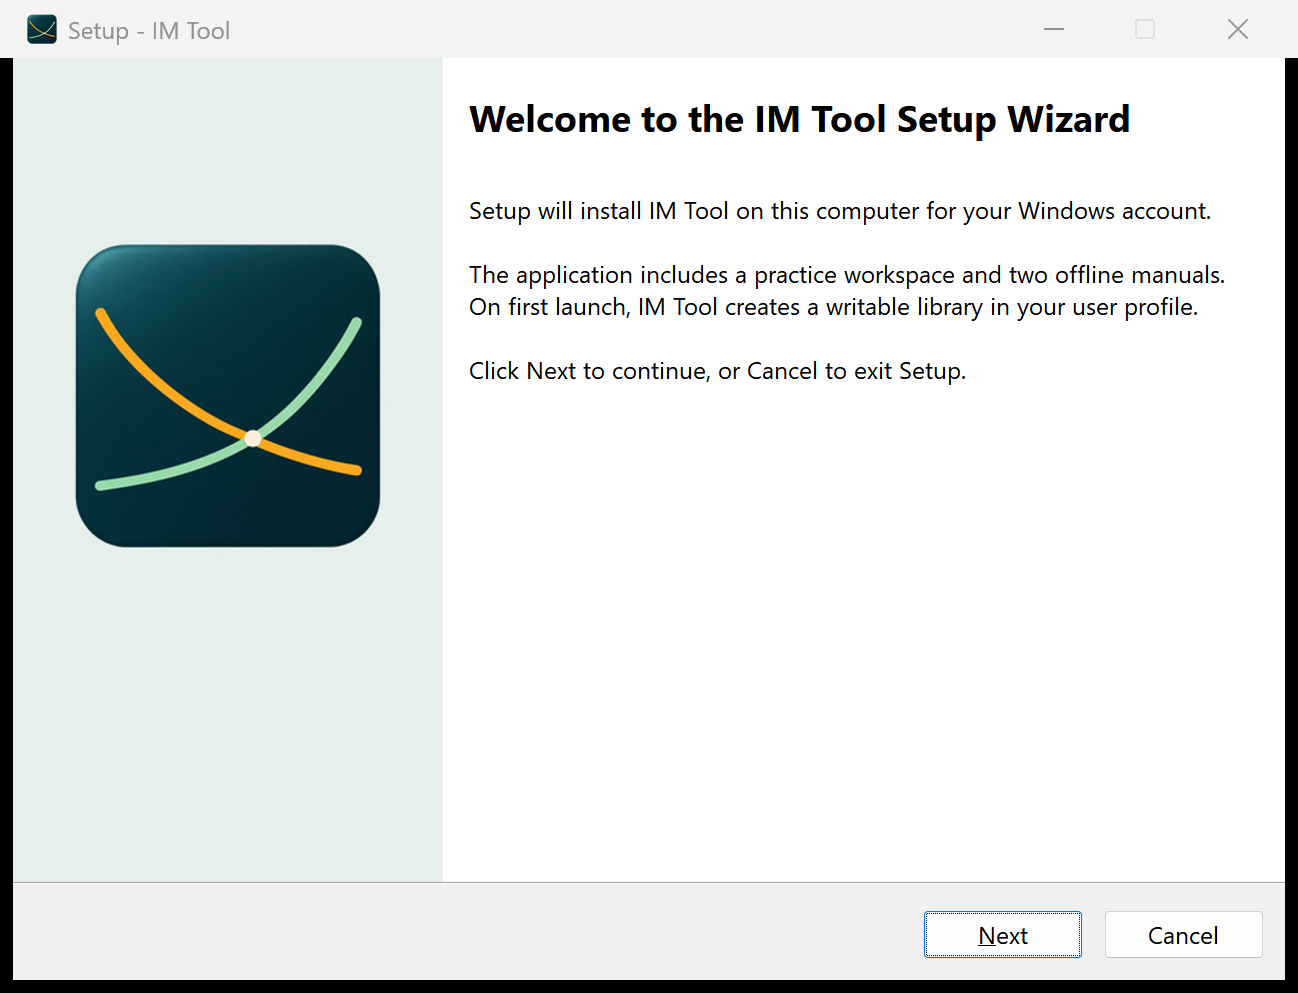 Setup - IM Tool
Welcome to the IM Tool Setup Wizard
Setup will install IM Tool on this computer for your Windows account.
The application includes a practice workspace and two offline manuals.
On first launch, IM Tool creates a writable library in your user profile.
Click Next to continue, or Cancel to exit Setup.
Next
Cancel